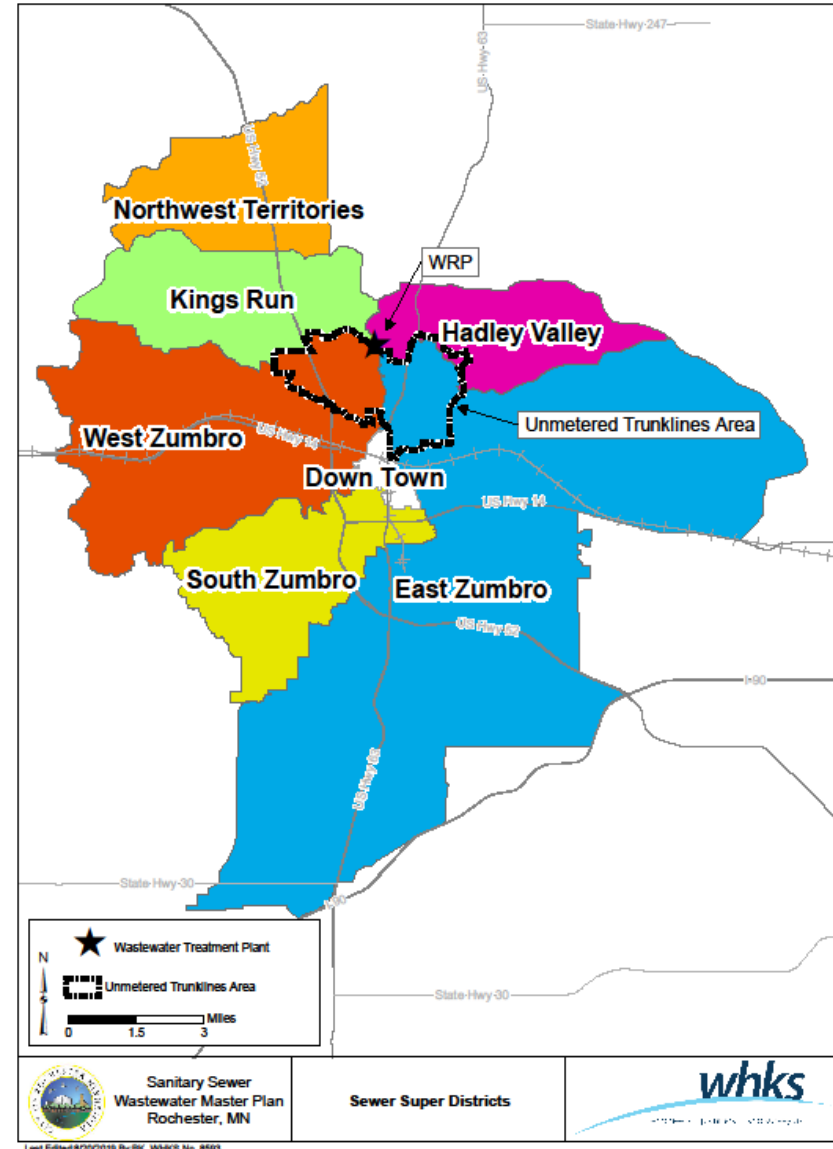 State Hwy 247
US Hwy 63
US Hwy 52
Northwest Territories
WRP
Kings Run
Hadley Valley
Unmetered Trunklines Area
West Zumbro
US Hwy 14
Down Town
US Hwy 14
South Zumbro
East Zumbro
US Hwy 52
I-90
US Hwy 63
State Hwy 30
I-90
State Hwy 30
N
Wastewater Treatment Plant
Unmetered Trunklines Area
Miles
0 1.5 3
Sanitary Sewer
Wastewater Master Plan
Rochester, MN
Sewer Super Districts
whks